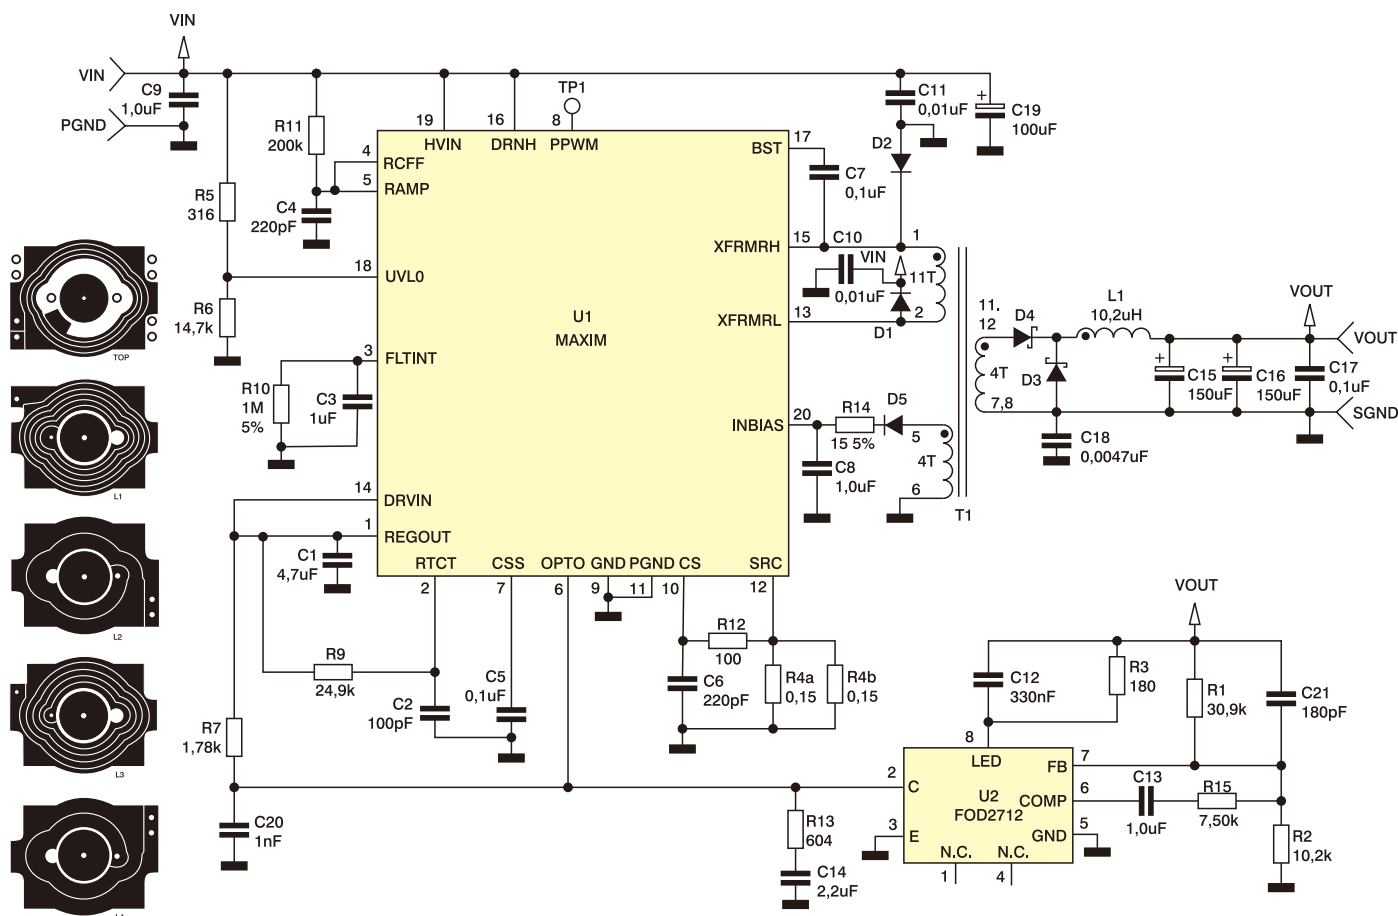 VIN
VIN
C9
1,0uF
PGND
R11
200k
C4
220pF
R5
316
R6
14,7k
R10
1M
5%
C3
1uF
C1
4,7uF
TP1
19
16
8
HVIN
DRNH
PPWM
4
RCFF
5
RAMP
18
UVL0
3
FLTINT
14
DRVIN
1
REGOUT
U1
MAXIM
BST
17
XFRMRH
15
XFRMRL
13
INBIAS
20
RTCT
CSS
OPTO
GND
PGND
CS
SRC
2
7
6
9
11
10
12
C11
0,01uF
+
C19
100uF
D2
C7
0,1uF
C10
VIN
0,01uF
D1
1
11T
2
R14
15 5%
D5
C8
1,0uF
5
4T
6
T1
11.
12
4T
7,8
D4
D3
L1
10,2uH
VOUT
VOUT
+
C15
150uF
+
C16
150uF
C17
0,1uF
SGND
C18
0,0047uF
R9
24,9k
C2
100pF
C5
0,1uF
R7
1,78k
C20
1nF
R12
100
C6
220pF
R4a
0,15
R4b
0,15
R13
604
C14
2,2uF
VOUT
C12
330nF
R3
180
R1
30,9k
C21
180pF
8
LED
2
C
3
E
U2
FOD2712
FB
7
COMP
6
GND
5
N.C.
N.C.
1
4
C13
1,0uF
R15
7,50k
R2
10,2k
TOP
L1
L2
L3